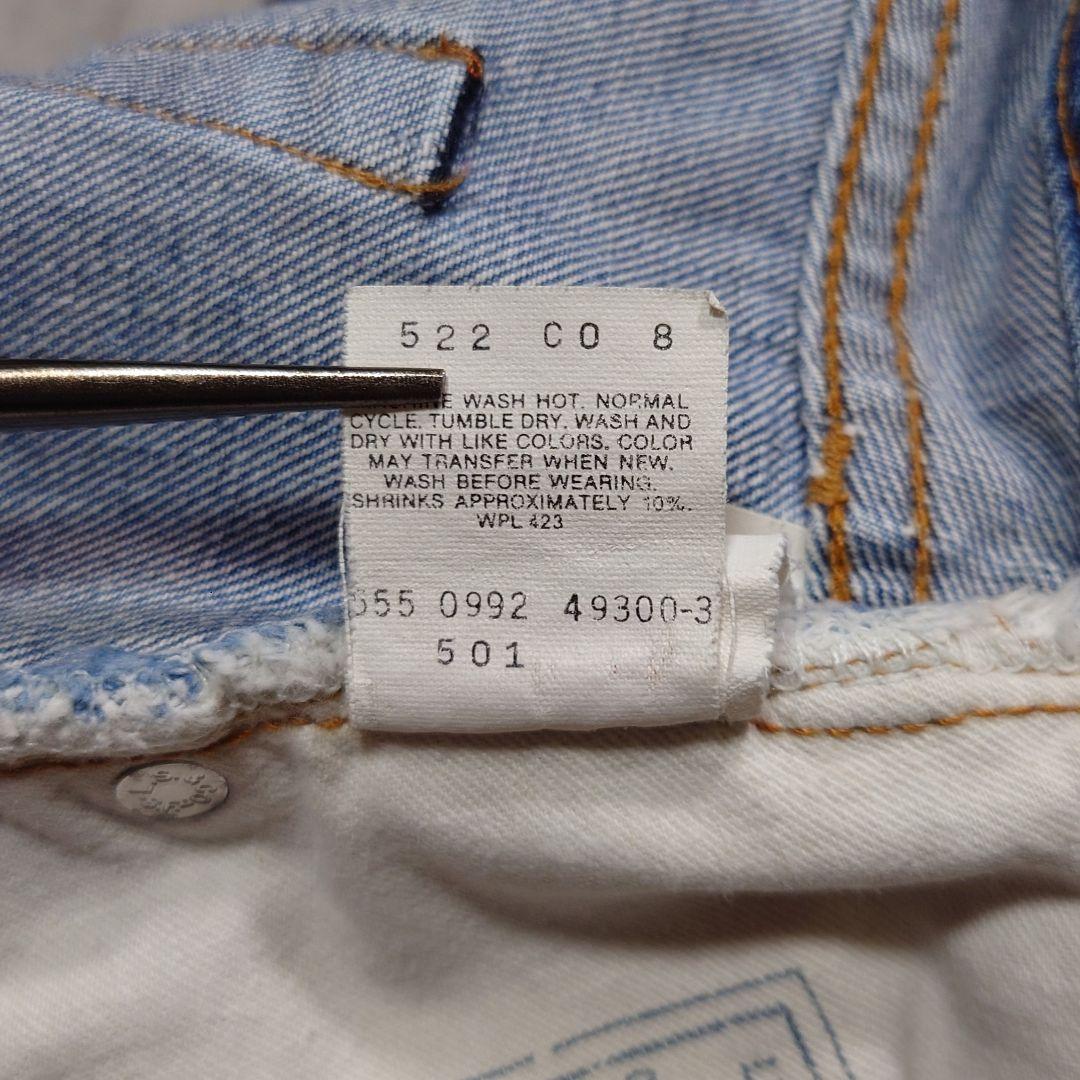 522 CO 8
WASH HOT. NORMAL
CYCLE. TUMBLE DRY. WASH AND
DRY WITH LIKE COLORS. COLOR
MAY TRANSFER WHEN NEW.
WASH BEFORE WEARING.
SHRINKS APPROXIMATELY 10%.
WPL 423
555 0992 49300-3
501